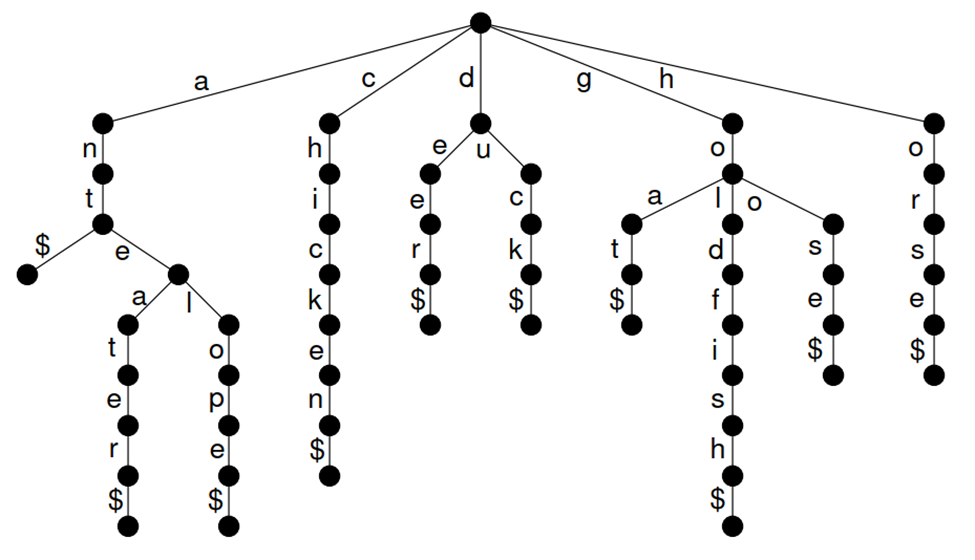 a c d g h
n h e u o o
t i e c a l o r
$ e c r k t d s s
a l k $ $ $ f e e
t o e i $ $
e p n s
r e $ h
$ $ $